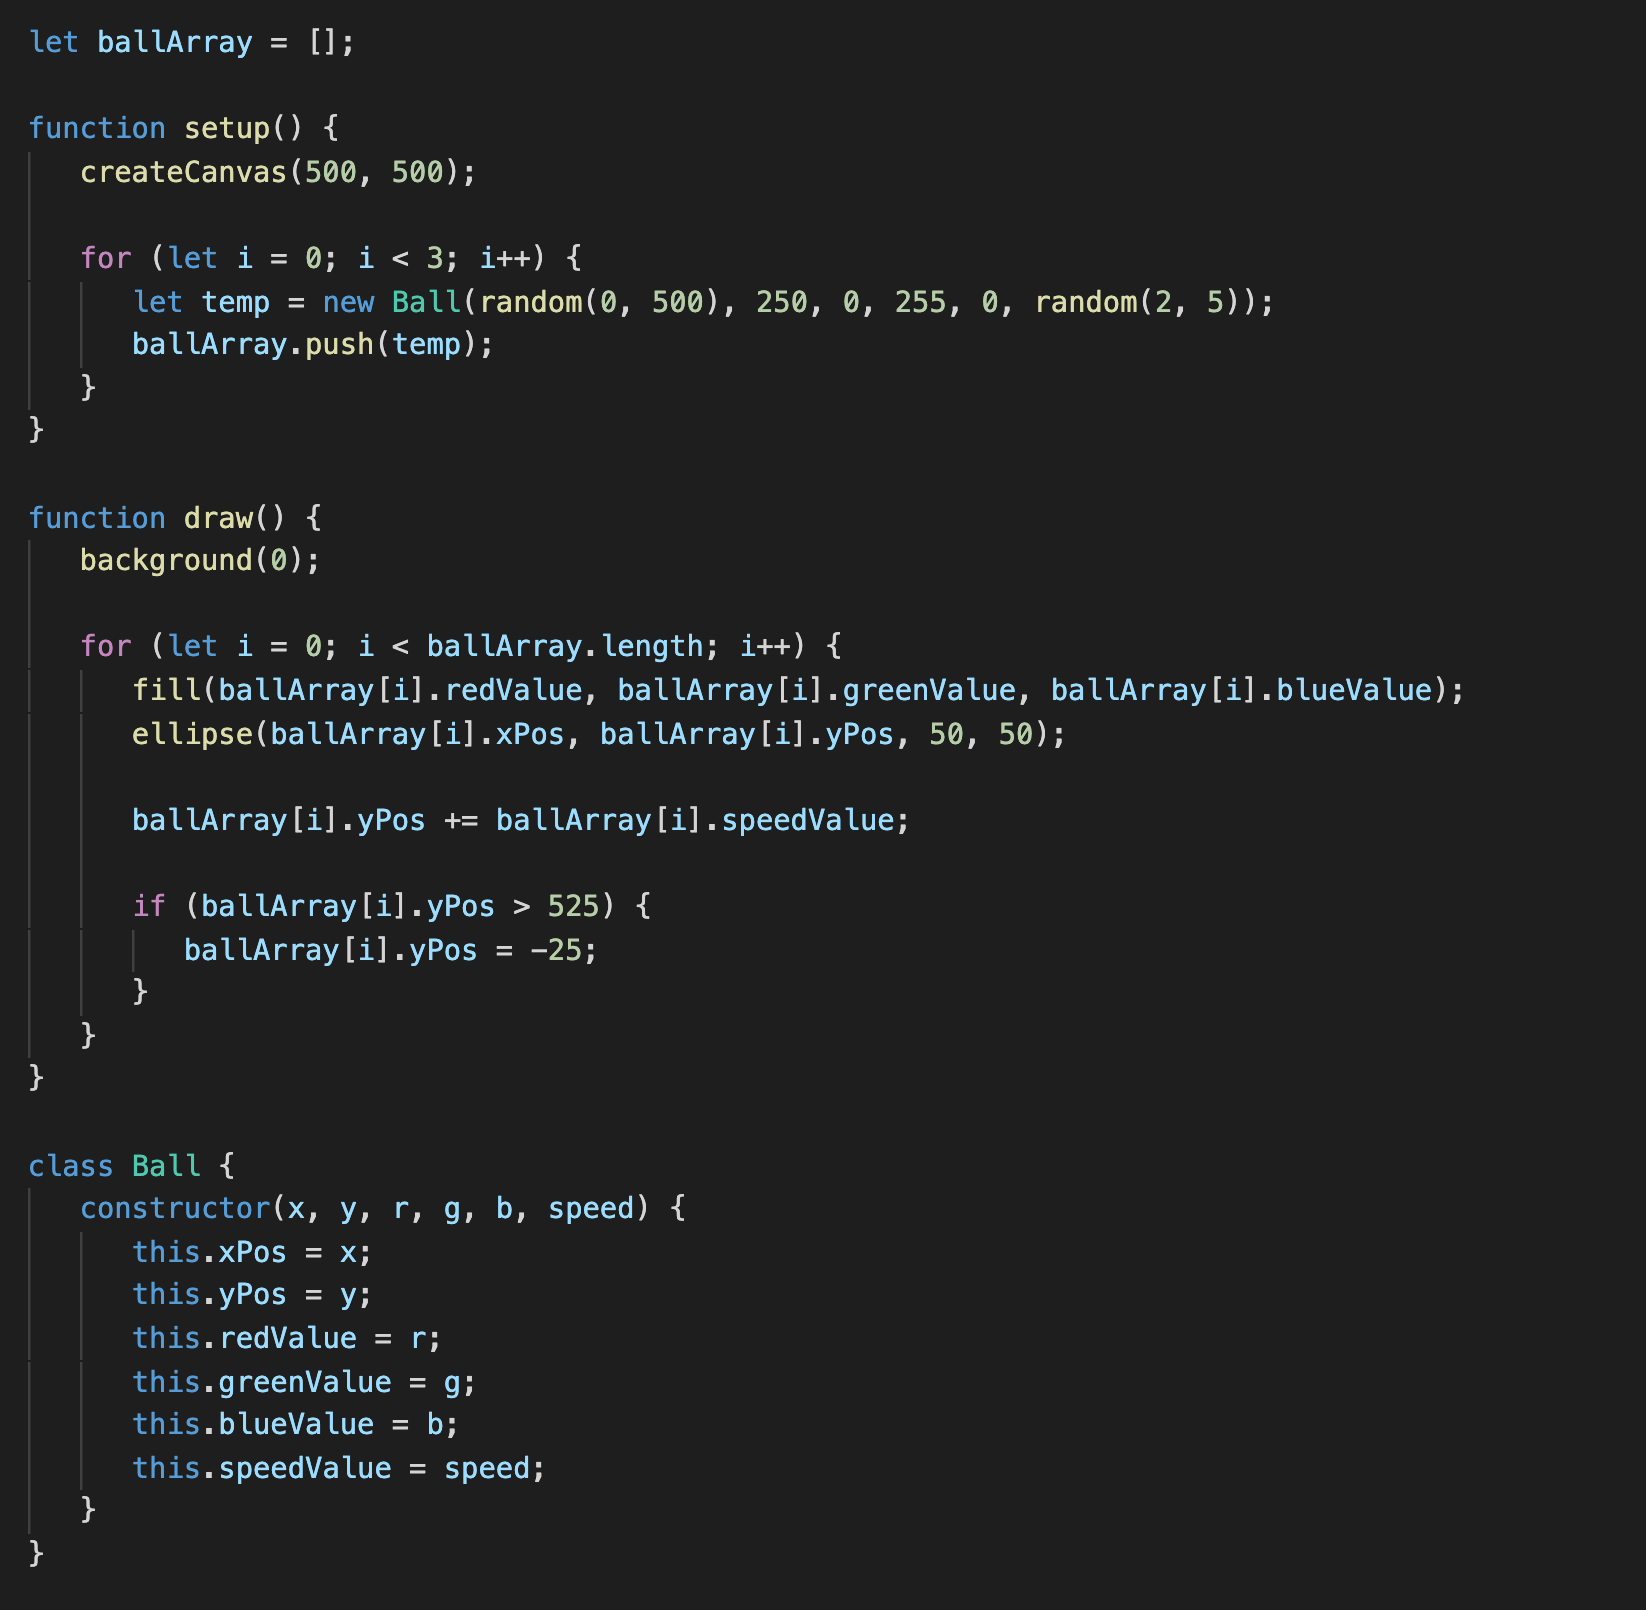 let ballArray = [];

function setup() {
   createCanvas(500, 500);

   for (let i = 0; i < 3; i++) {
      let temp = new Ball(random(0, 500), 250, 0, 255, 0, random(2, 5));
      ballArray.push(temp);
   }
}

function draw() {
   background(0);

   for (let i = 0; i < ballArray.length; i++) {
      fill(ballArray[i].redValue, ballArray[i].greenValue, ballArray[i].blueValue);
      ellipse(ballArray[i].xPos, ballArray[i].yPos, 50, 50);

      ballArray[i].yPos += ballArray[i].speedValue;

      if (ballArray[i].yPos > 525) {
         ballArray[i].yPos = -25;
      }
   }
}

class Ball {
   constructor(x, y, r, g, b, speed) {
      this.xPos = x;
      this.yPos = y;
      this.redValue = r;
      this.greenValue = g;
      this.blueValue = b;
      this.speedValue = speed;
   }
}